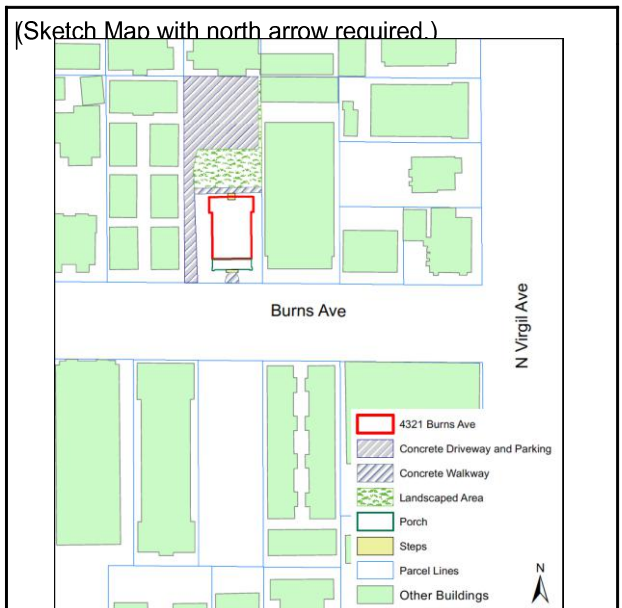 (Sketch Map with north arrow required.)
Burns Ave
N Virgil Ave
4321 Burns Ave
Concrete Driveway and Parking
Concrete Walkway
Landscaped Area
Porch
Steps
Parcel Lines
Other Buildings
N